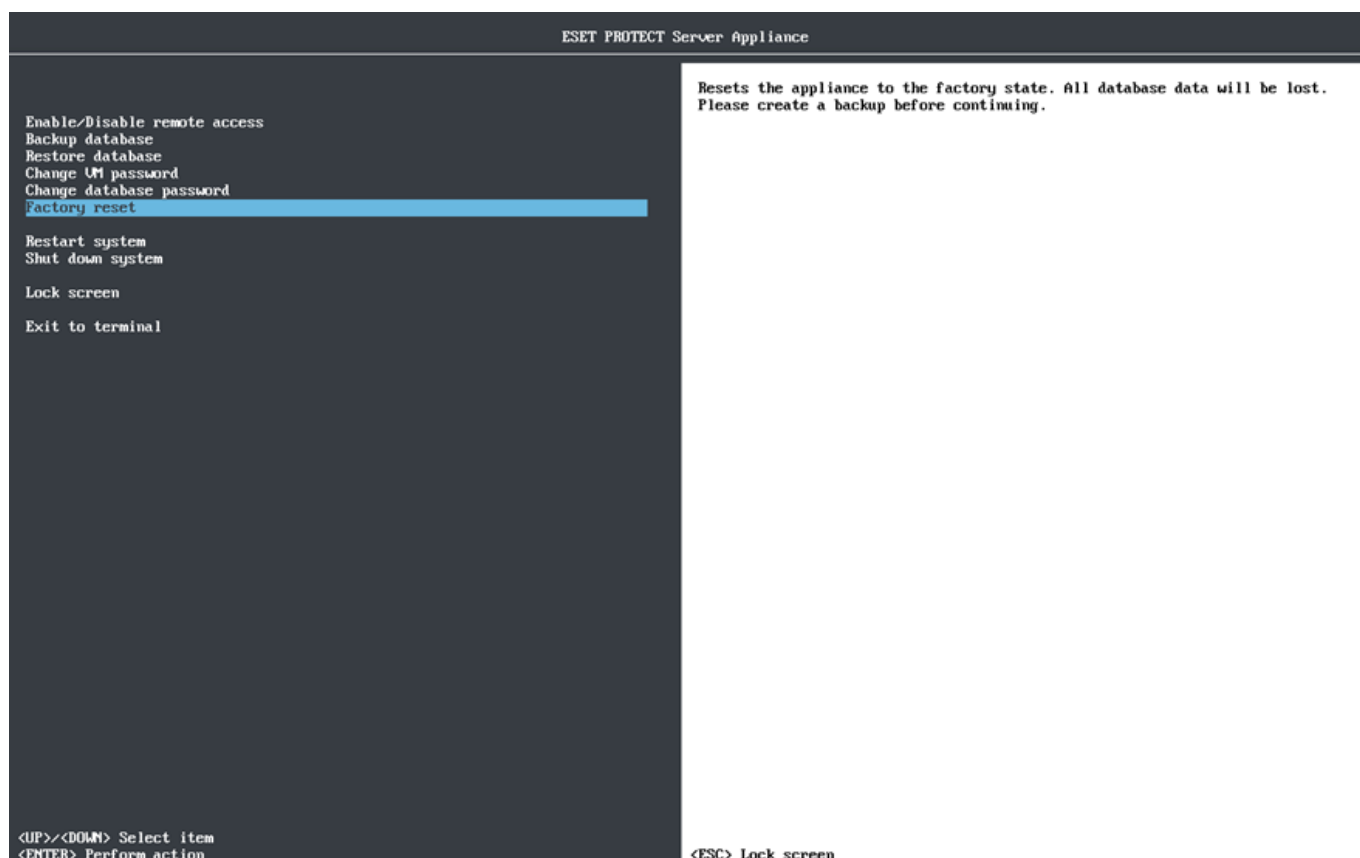 ESET PROTECT Server Appliance
Enable/Disable remote access
Backup database
Restore database
Change VM password
Change database password
Factory reset
Restart system
Shut down system
Lock screen
Exit to terminal
Resets the appliance to the factory state. All database data will be lost.
Please create a backup before continuing.
<UP>/<DOWN> Select item
<ENTER> Perform action
<ESC> Lock screen